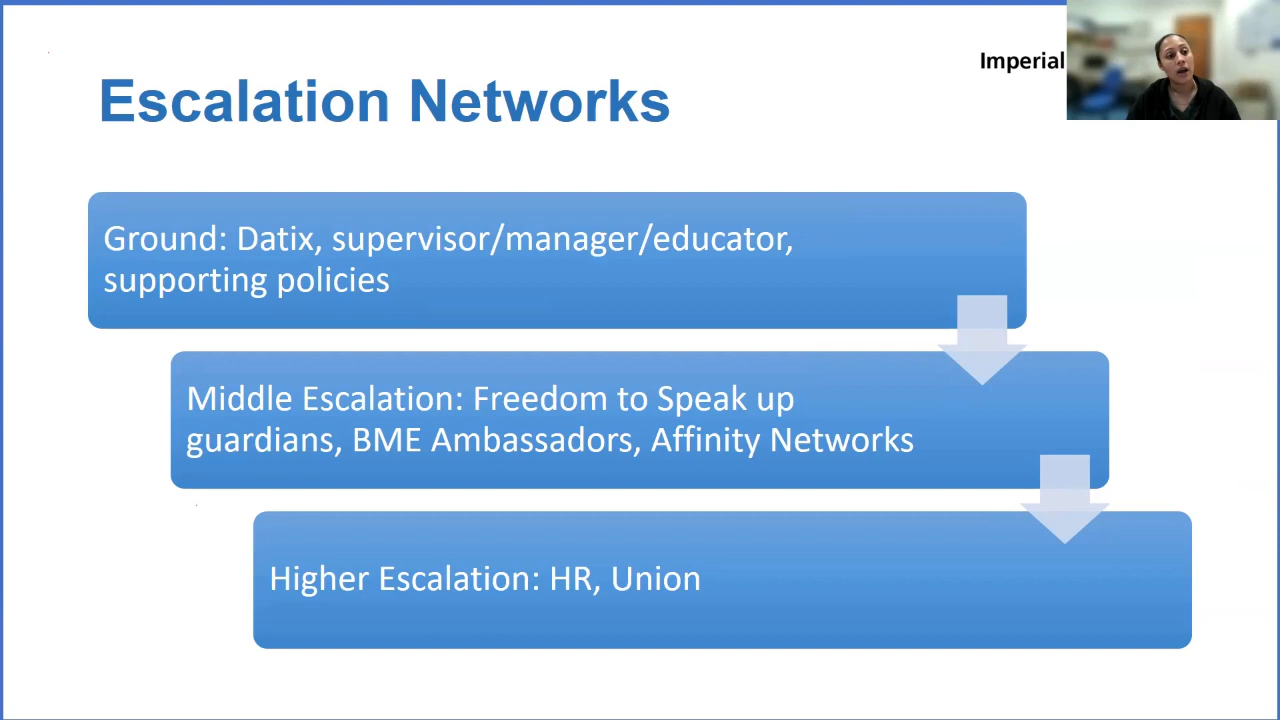 Imperial
Escalation Networks
Ground: Datix, supervisor/manager/educator,
supporting policies
Middle Escalation: Freedom to Speak up
guardians, BME Ambassadors, Affinity Networks
Higher Escalation: HR, Union